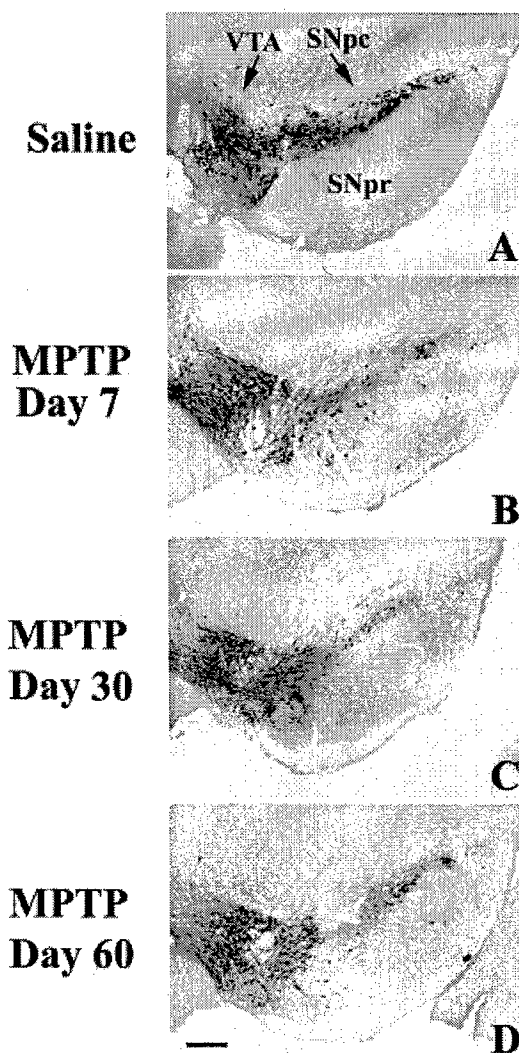 VTA
SNpc
Saline
SNpr
A
MPTP
Day 7
B
MPTP
Day 30
C
MPTP
Day 60
D